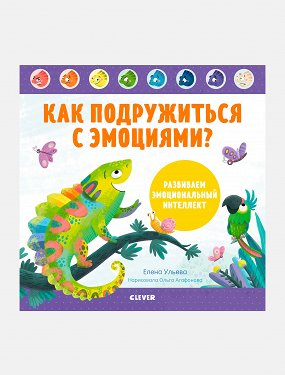 КАК ПОДРУЖИТЬСЯ
С ЭМОЦИЯМИ?
РАЗВИВАЕМ
ЭМОЦИОНАЛЬНЫЙ
ИНТЕЛЛЕКТ
Елена Ульева
Нарисовала Ольга Агафонова
CLEVER